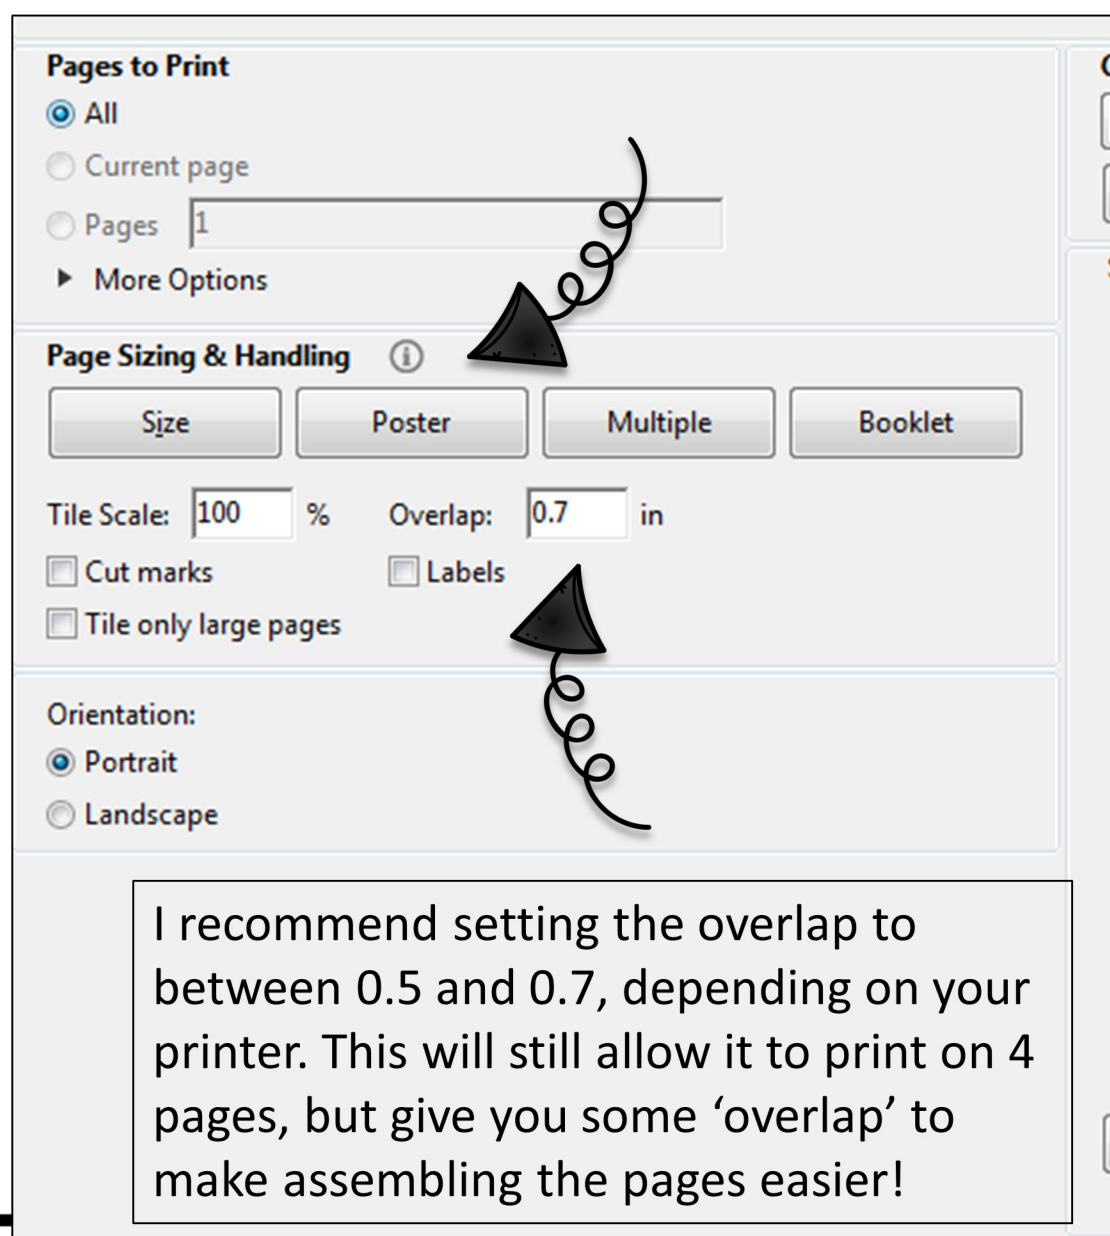 Pages to Print
All
Current page
Pages 1
More Options
Page Sizing & Handling
Size Poster Multiple Booklet
Tile Scale: 100 % Overlap: 0.7 in
Cut marks Labels
Tile only large pages
Orientation:
Portrait
Landscape
I recommend setting the overlap to
between 0.5 and 0.7, depending on your
printer. This will still allow it to print on 4
pages, but give you some ‘overlap’ to
make assembling the pages easier!